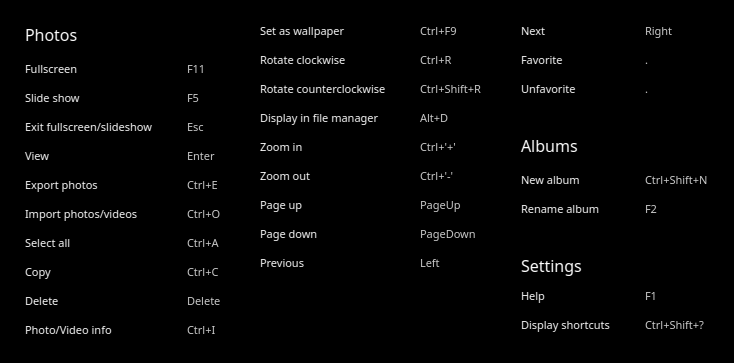 Photos
Fullscreen F11
Slide show F5
Exit fullscreen/slideshow Esc
View Enter
Export photos Ctrl+E
Import photos/videos Ctrl+O
Select all Ctrl+A
Copy Ctrl+C
Delete Delete
Photo/Video info Ctrl+I
Set as wallpaper Ctrl+F9
Rotate clockwise Ctrl+R
Rotate counterclockwise Ctrl+Shift+R
Display in file manager Alt+D
Zoom in Ctrl+'+'
Zoom out Ctrl+'-'
Page up PageUp
Page down PageDown
Previous Left
Next Right
Favorite .
Unfavorite .
Albums
New album Ctrl+Shift+N
Rename album F2
Settings
Help F1
Display shortcuts Ctrl+Shift+?